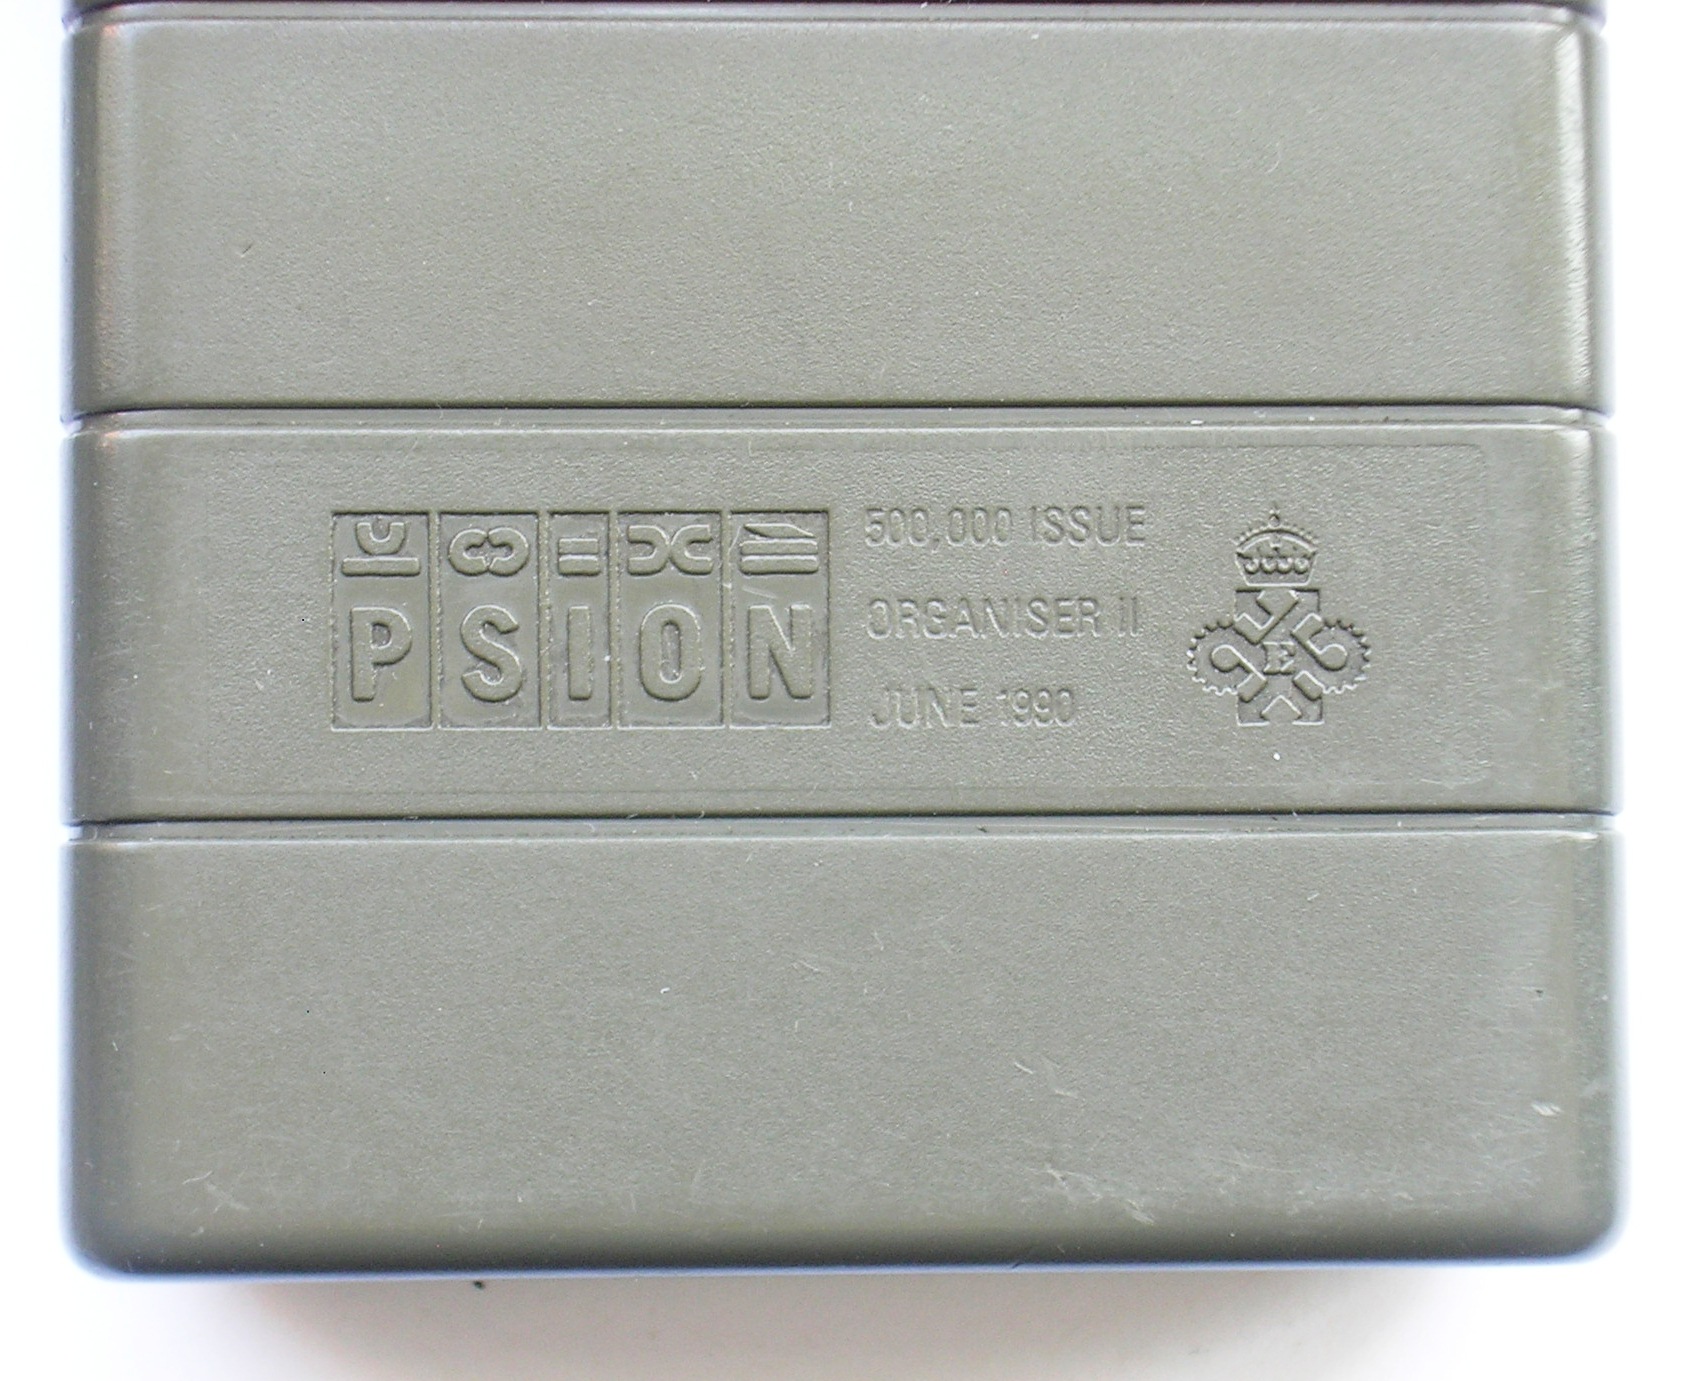 PSION
500,000 ISSUE
ORGANISER II
JUNE 1990
E